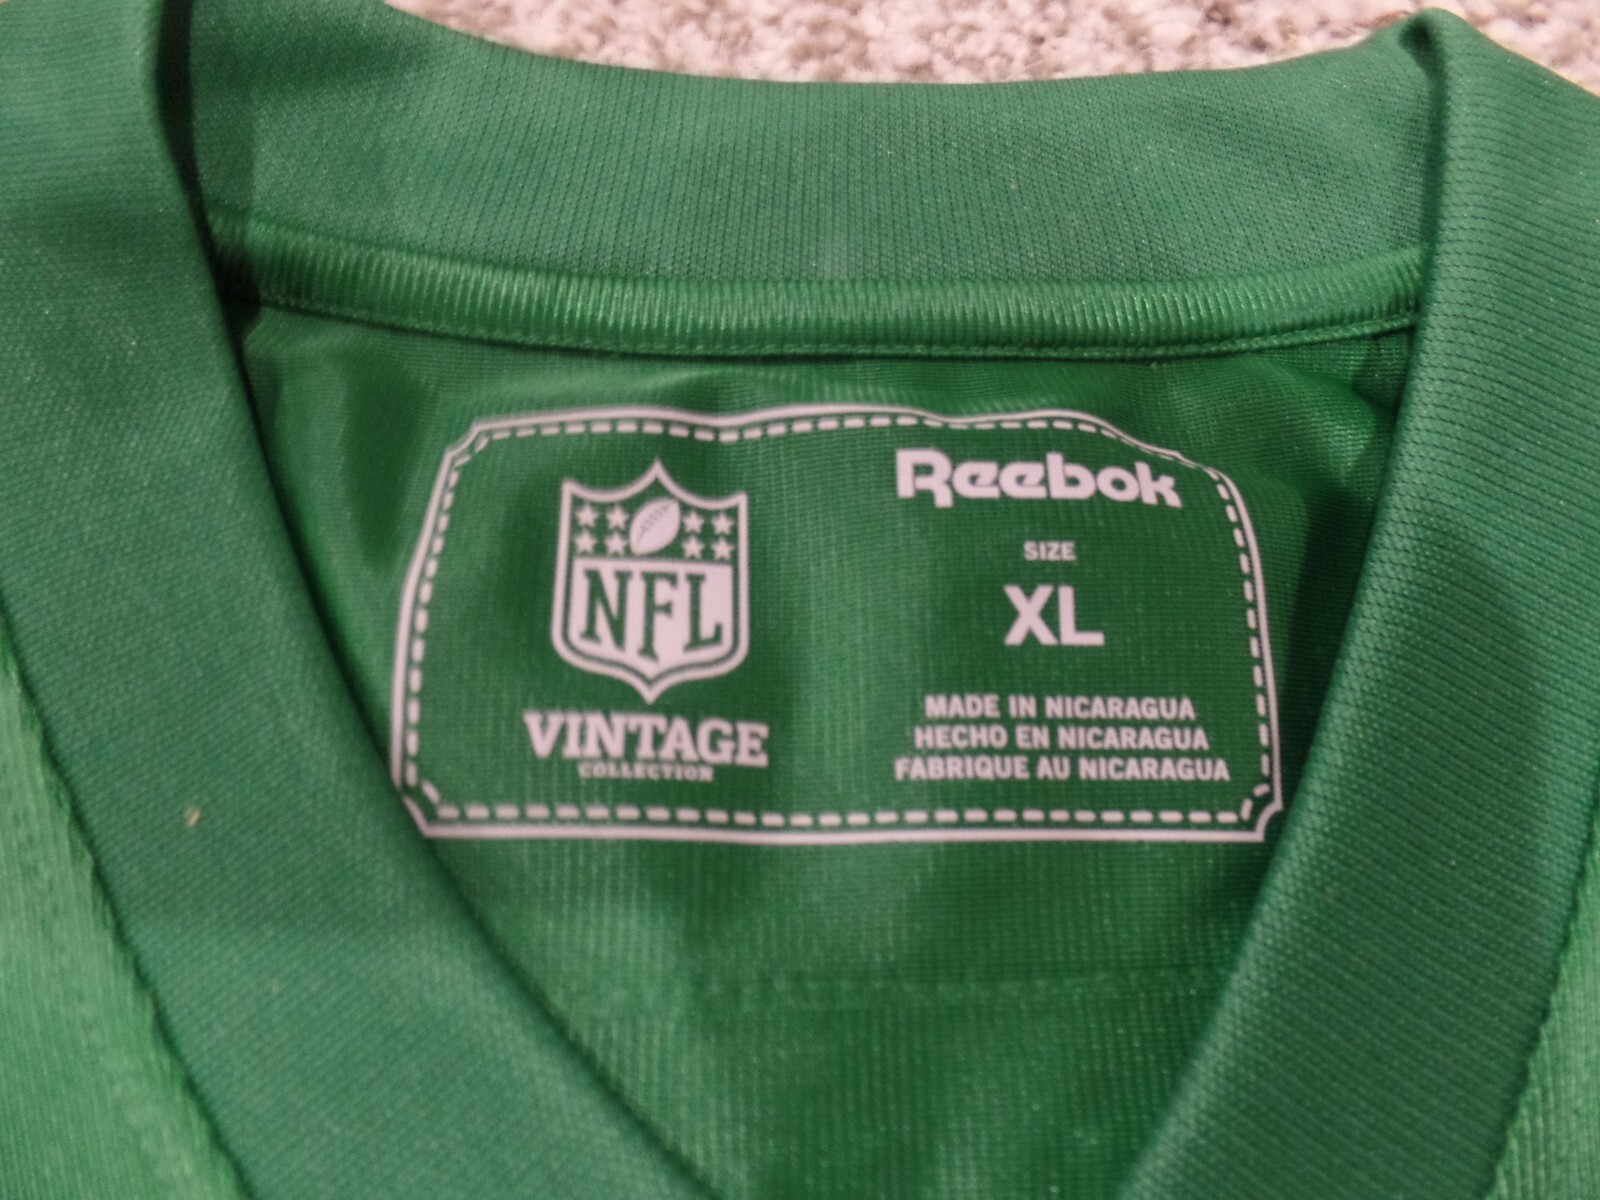 NFL
VINTAGE
COLLECTION
Reebok
SIZE
XL
MADE IN NICARAGUA
HECHO EN NICARAGUA
FABRIQUE AU NICARAGUA